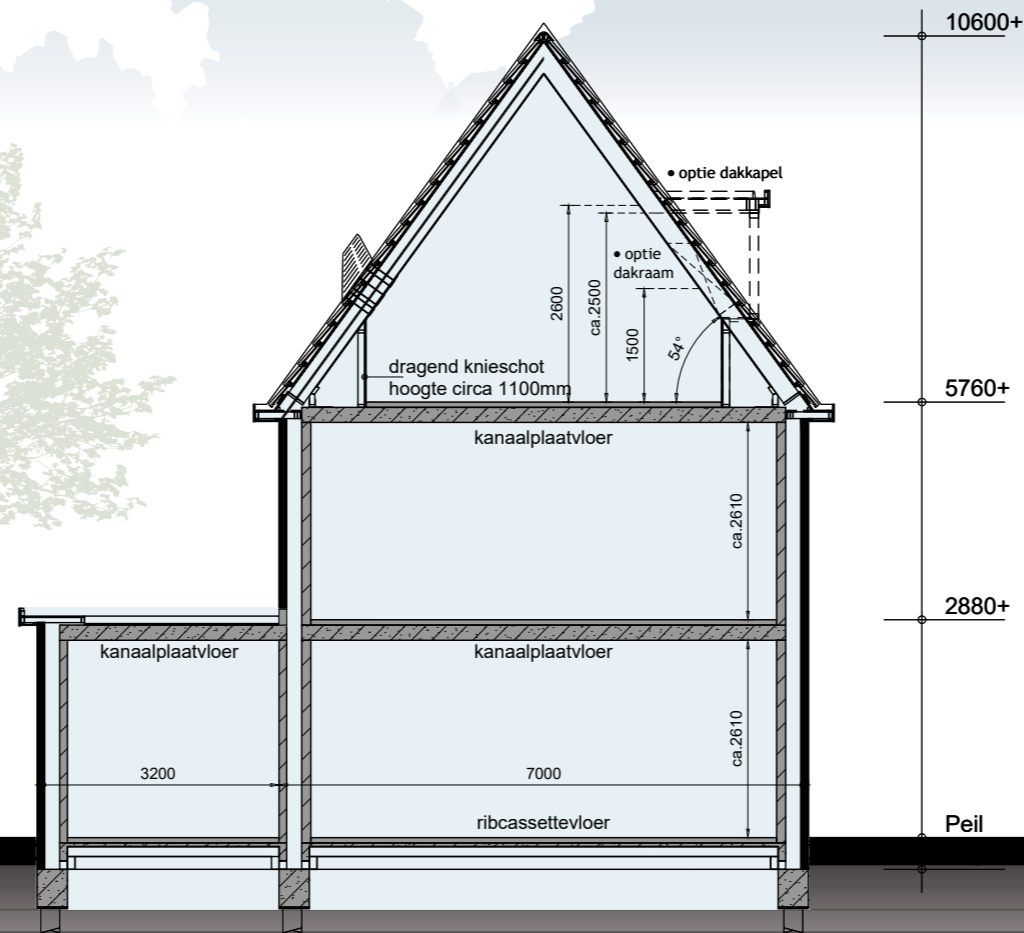 10600+
• optie dakkapel
• optie
dakraam
2600
ca.2500
1500
54°
dragend knieschot
hoogte circa 1100mm
5760+
kanaalplaatvloer
ca.2610
2880+
kanaalplaatvloer
kanaalplaatvloer
ca.2610
3200
7000
ribcassettevloer
Peil